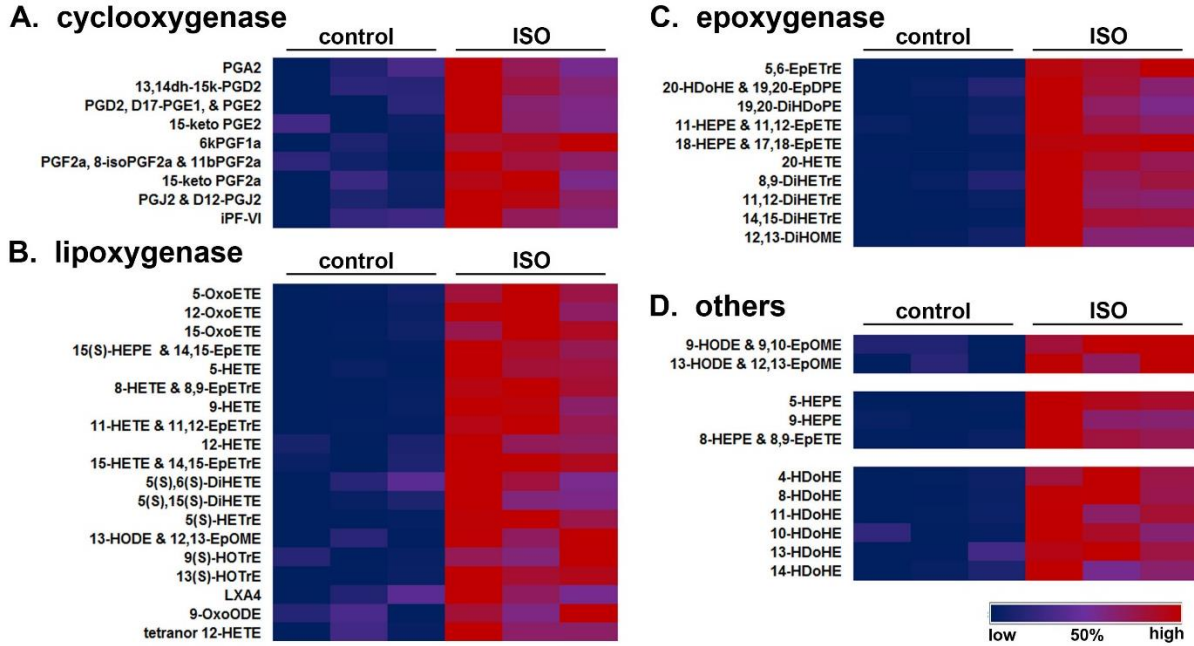 A. cyclooxygenase
control ISO
PGA2
13,14dh-15k-PGD2
PGD2, D17-PGE1, & PGE2
15-keto PGE2
6kPGF1a
PGF2a, 8-isoPGF2a & 11bPGF2a
15-keto PGF2a
PGJ2 & D12-PGJ2
iPF-VI
B. lipoxygenase
control ISO
5-OxoETE
12-OxoETE
15-OxoETE
15(S)-HEPE & 14,15-EpETE
5-HETE
8-HETE & 8,9-EpETrE
9-HETE
11-HETE & 11,12-EpETrE
12-HETE
15-HETE & 14,15-EpETrE
5(S),6(S)-DiHETE
5(S),15(S)-DiHETE
5(S)-HETrE
13-HODE & 12,13-EpOME
9(S)-HOTrE
13(S)-HOTrE
LXA4
9-OxoODE
tetranor 12-HETE
C. epoxygenase
control ISO
5,6-EpETrE
20-HDoHE & 19,20-EpDPE
19,20-DiHDoPE
11-HEPE & 11,12-EpETE
18-HEPE & 17,18-EpETE
20-HETE
8,9-DiHETrE
11,12-DiHETrE
14,15-DiHETrE
12,13-DiHOME
D. others
control ISO
9-HODE & 9,10-EpOME
13-HODE & 12,13-EpOME
5-HEPE
9-HEPE
8-HEPE & 8,9-EpETE
4-HDoHE
8-HDoHE
11-HDoHE
10-HDoHE
13-HDoHE
14-HDoHE
low 50% high